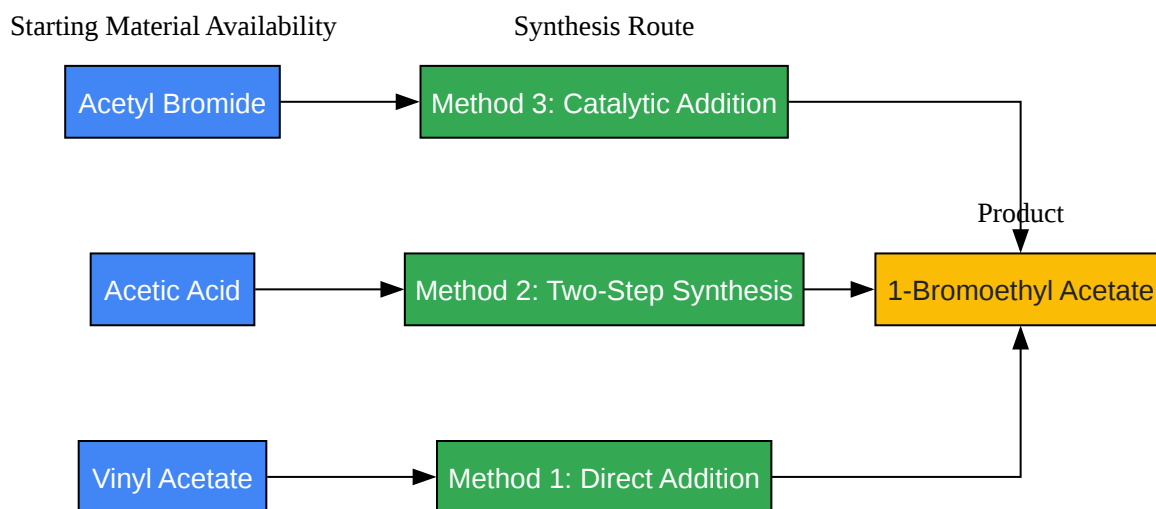 Starting Material Availability
Synthesis Route
Acetyl Bromide
Method 3: Catalytic Addition
Product
Acetic Acid
Method 2: Two-Step Synthesis
1-Bromoethyl Acetate
Vinyl Acetate
Method 1: Direct Addition